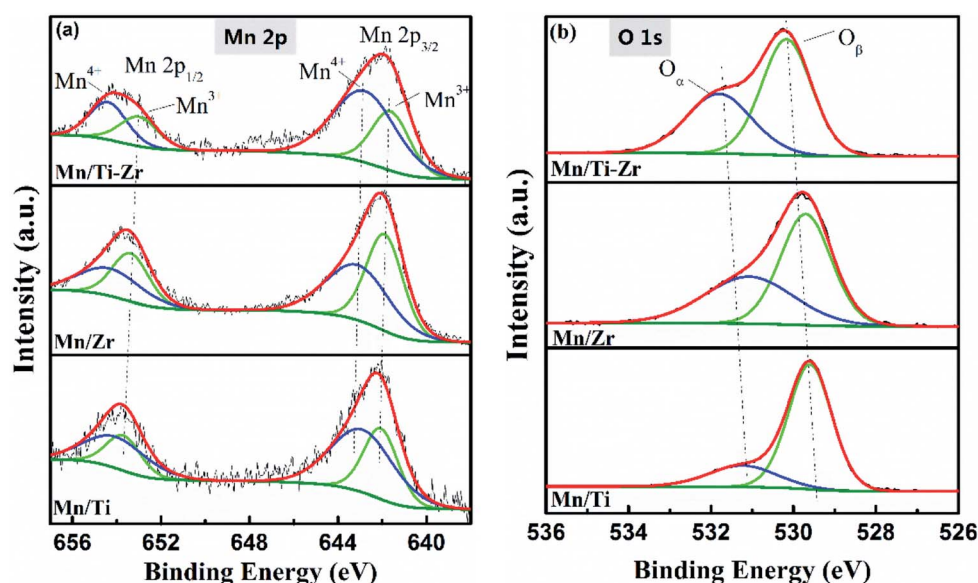 (a)
Mn 2p
Mn 2p3/2
Mn4+
Mn 2p1/2
Mn3+
Mn4+
Mn3+
Mn/Ti-Zr
Mn/Zr
Mn/Ti
Intensity (a.u.)
656 652 648 644 640
Binding Energy (eV)
(b)
O 1s
Oα
Oβ
Mn/Ti-Zr
Mn/Zr
Mn/Ti
Intensity (a.u.)
536 534 532 530 528 526
Binding Energy (eV)